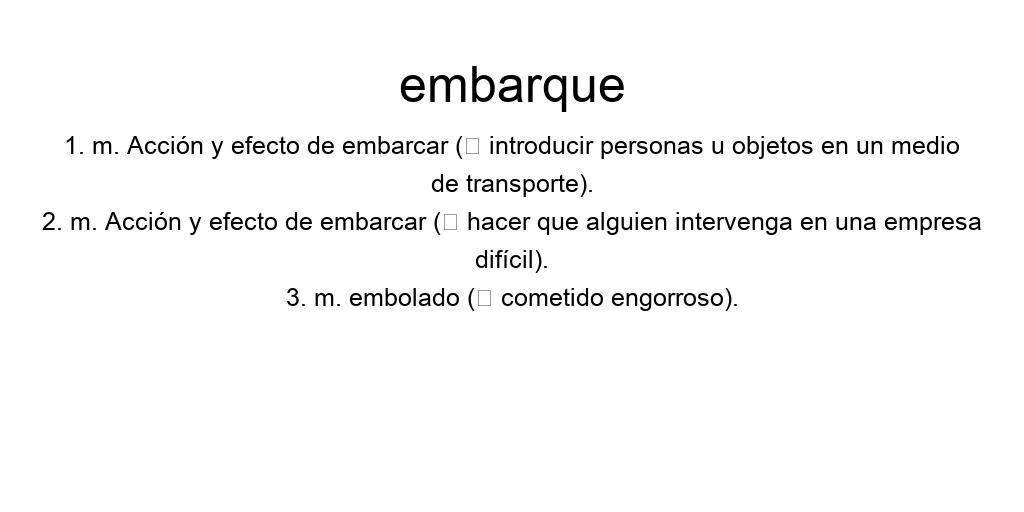 embarque
1. m. Acción y efecto de embarcar (□ introducir personas u objetos en un medio
de transporte).
2. m. Acción y efecto de embarcar (□ hacer que alguien intervenga en una empresa
difícil).
3. m. embolado (□ cometido engorroso).